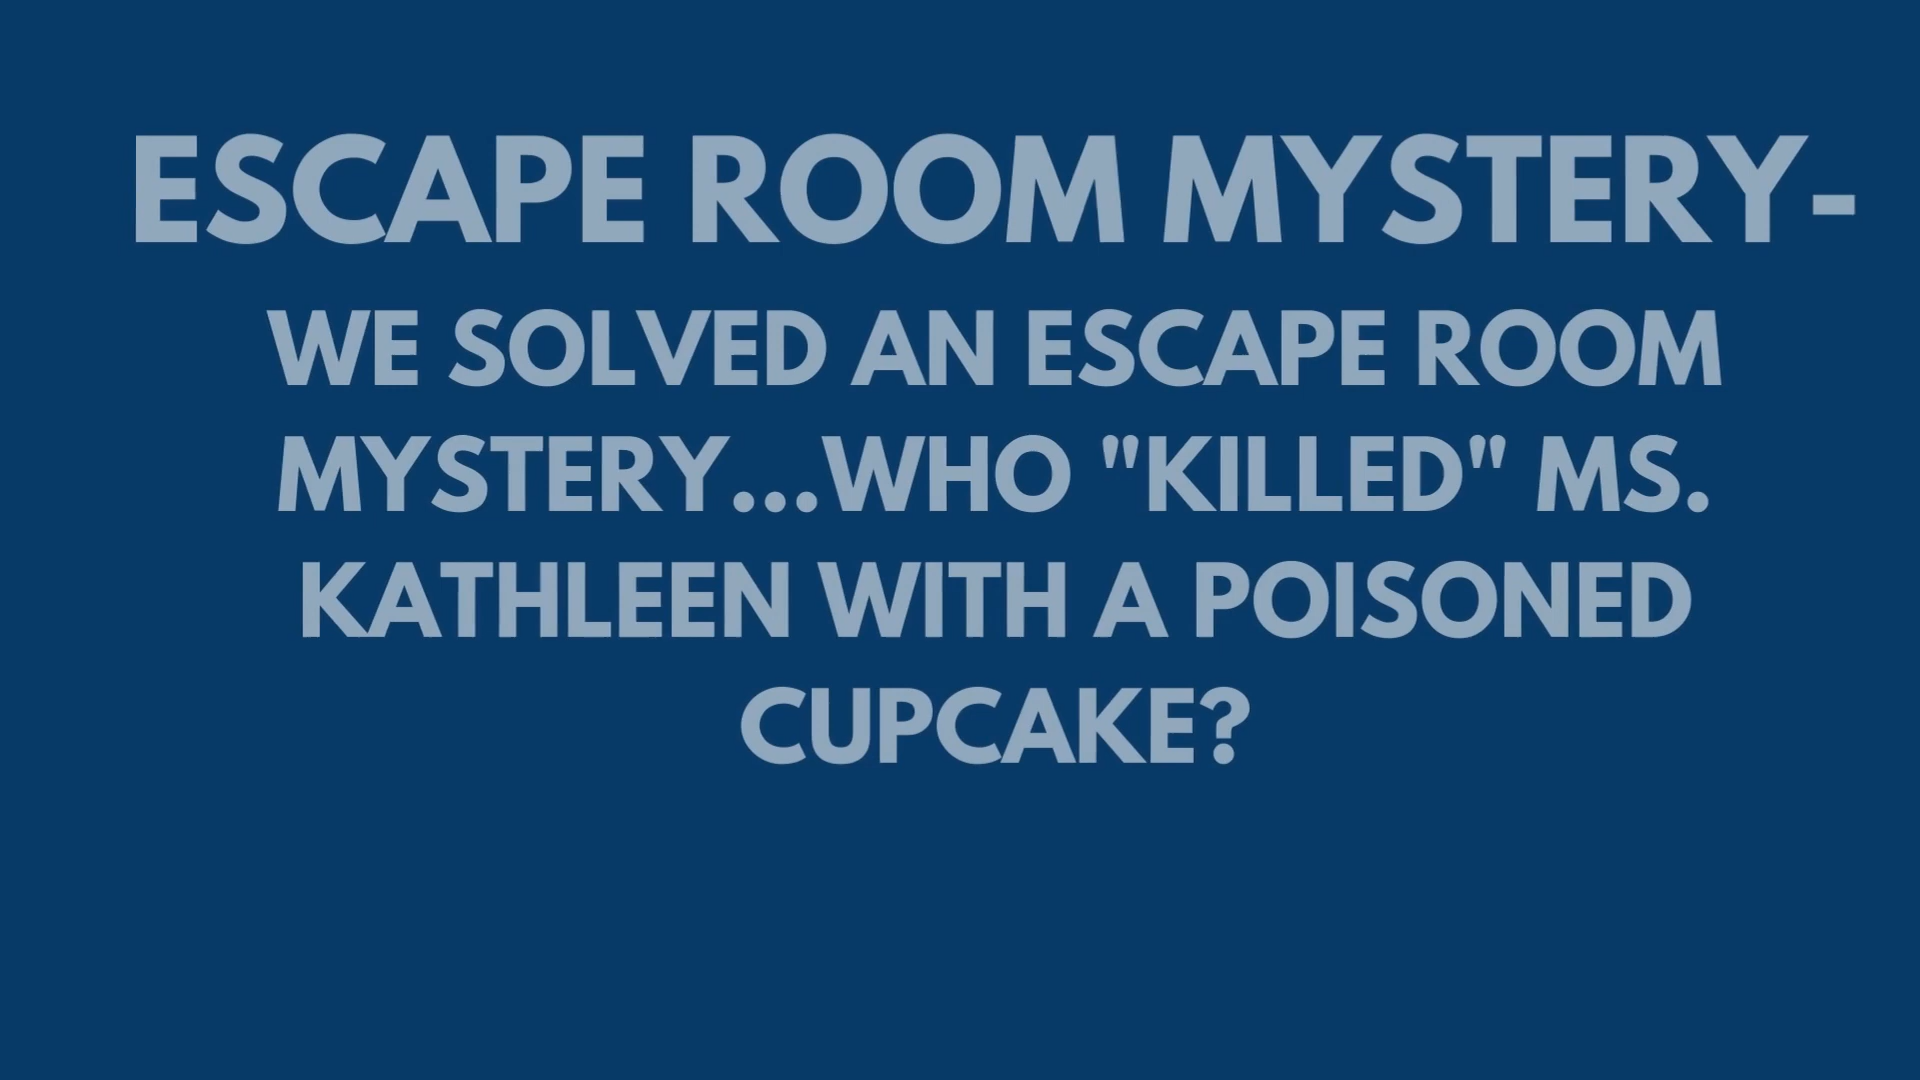 ESCAPE ROOM MYSTERY-
WE SOLVED AN ESCAPE ROOM
MYSTERY...WHO "KILLED" MS.
KATHLEEN WITH A POISONED
CUPCAKE?